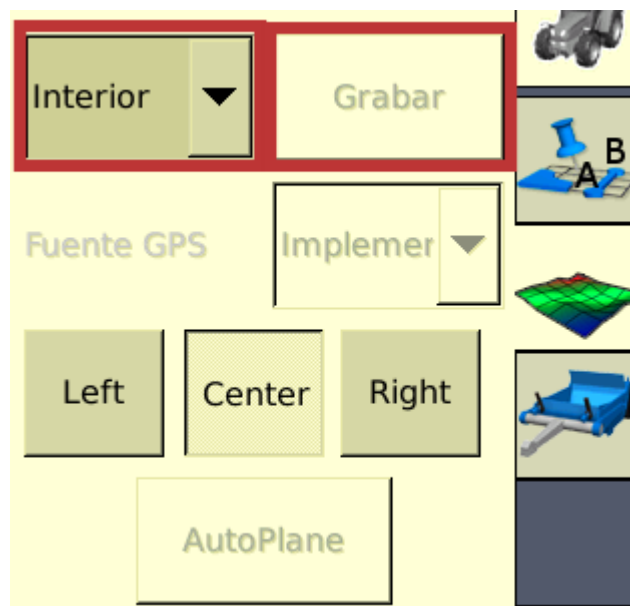 Interior
Grabar
B
A
Fuente GPS
Implemer
Left
Center
Right
AutoPlane